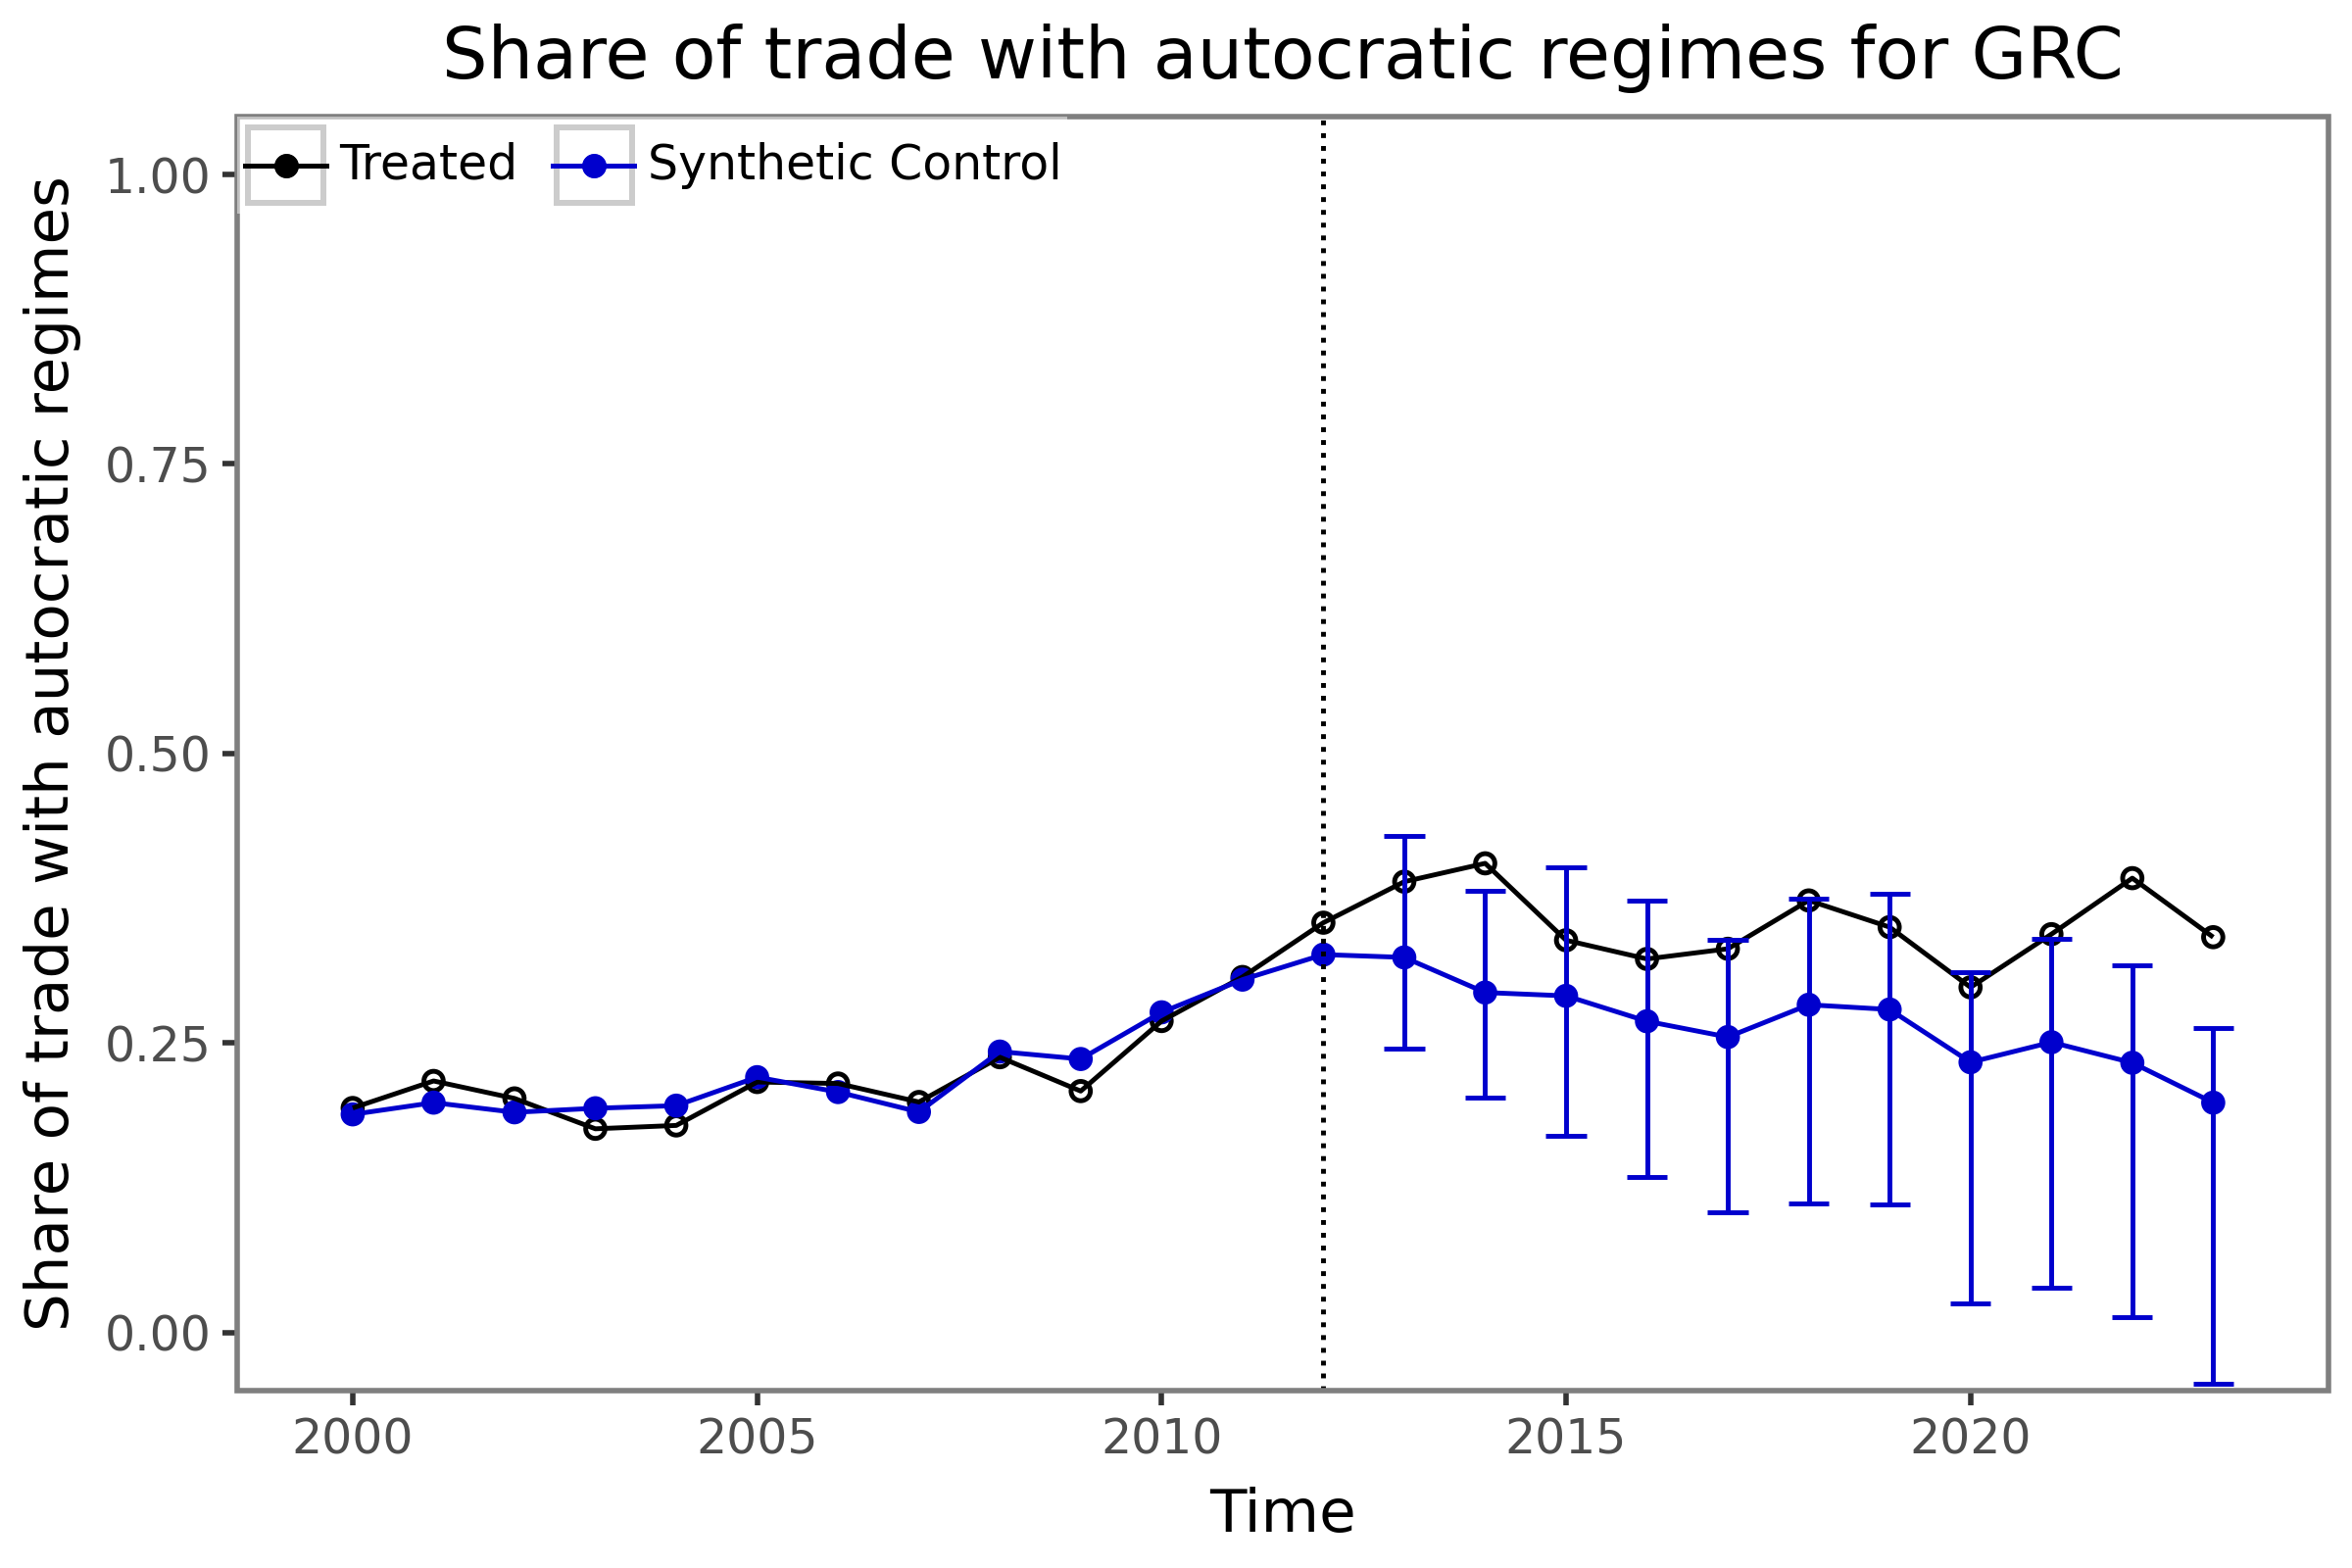 Share of trade with autocratic regimes for GRC
Treated
Synthetic Control
Share of trade with autocratic regimes
1.00
0.75
0.50
0.25
0.00
2000
2005
2010
2015
2020
Time